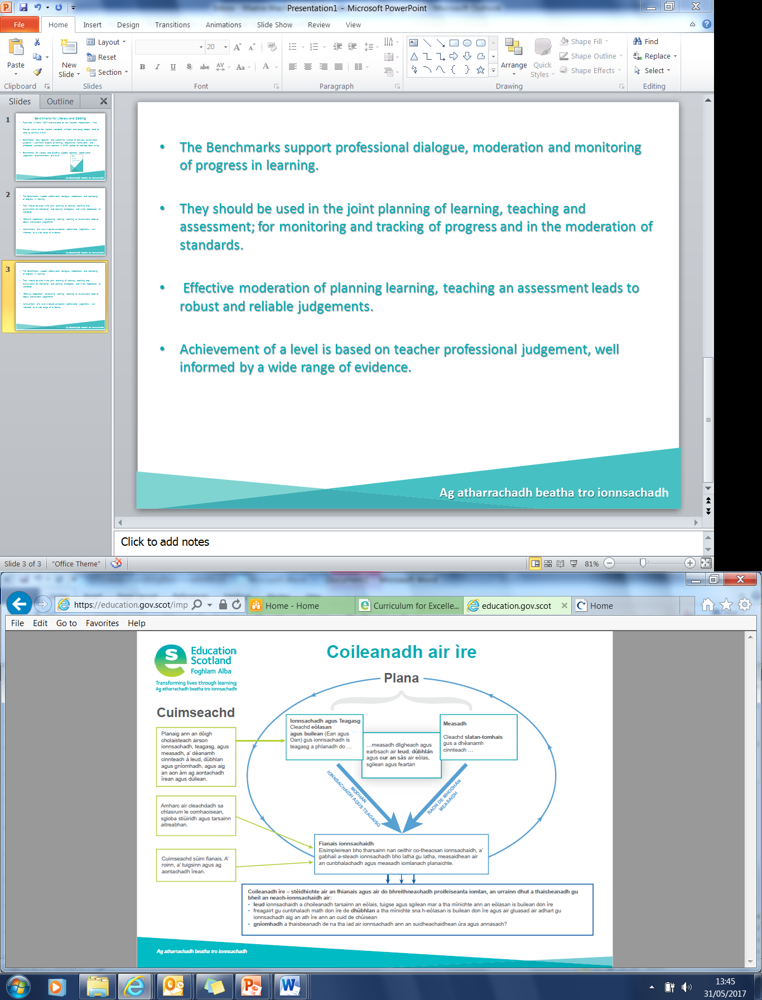 Presentation1 - Microsoft PowerPoint
File Home Insert Design Transitions Animations Slide Show Review View
Paste
Clipboard
New
Slide
Layout
Reset
Section
Slides
20
Font
Paragraph
Arrange
Quick
Styles
Shape Fill
Shape Outline
Shape Effects
Drawing
Find
Replace
Select
Editing
Slides Outline
1
Benchmarks for Literacy and Gàidhlig
2
3
• The Benchmarks support professional dialogue, moderation and monitoring
of progress in learning.
• They should be used in the joint planning of learning, teaching and
assessment; for monitoring and tracking of progress and in the moderation of
standards.
• Effective moderation of planning learning, teaching an assessment leads to
robust and reliable judgements.
• Achievement of a level is based on teacher professional judgement, well
informed by a wide range of evidence.
Ag atharrachadh beatha tro ionnsachadh
Click to add notes
Slide 3 of 3 "Office Theme" 81%
https://education.gov.scot/imp
Home - Home
Curriculum for Excelle...
education.gov.scot
Home
File Edit Go to Favorites Help
Education
Scotland
Foghlam Alba
Transforming lives through learning
Ag atharrachadh beatha tro ionnsachadh
Coileanadh air ìre
Plana
Cuimseachd
Planaig ann an dòigh
cholaisteach airson
ionnsachadh, teagasg, agus
measadh, a' dèanamh
cinnteach à leud, dùbhlan
agus gnìomhadh, agus aig
an aon àm ag aontachadh
ìrean agus dùilean.
Amharc air cleachdadh sa
chlasrum le comhaoisean,
sgioba stiùiridh agus tarsainn
aitreabhan.
Cuimseachd sùim fianais. A'
roinn, a' tuigsinn agus ag
aontachadh ìrean.
Ionnsachadh agus Teagasg
Cleachd eòlasan
agus builean (Ean agus
Oan) gus ionnsachadh is
teagasg a phlanadh do ...
...measadh dligheach agus
earbsach air leud, dùbhlan
agus cur an sàs air eòlas,
sgilean agus feartan
Measadh
Cleachd slatan-tomhais
gus a dhèanamh
cinnteach ...
MODHAN
IONNSACHAIDH AGUS TEAGAISG
RAON DE MHODHAN
MEASAIDH
Fianais ionnsachaidh
Eisimpleirean bho tharsainn nan ceithir co-theacsan ionnsachaidh, a'
gabhail a-steach ionnsachadh bho latha gu latha, measaidhean air
an cunbhalachadh agus measadh iomlanach planaichte.
Coileanadh ìre – stèidhichte air an fhianais agus air do bhreithneachadh proifeiseanta iomlan, an urrainn dhut a thaisbeanadh gu
bheil an neach-ionnsachaidh air:
• leud ionnsachaidh a choileanadh tarsainn an eòlais, tuigse agus sgilean mar a tha mìnichte ann an eòlasan is builean don ìre
• freagairt gu cunbhalach math don ìre de dhùbhlan a tha mìnichte sna h-eòlasan is builean don ìre agus air gluasad air adhart gu
ionnsachadh aig an ath ìre ann an cuid de chùisean
• gnìomhadh a thaisbeanadh de na tha iad air ionnsachadh ann an suidheachaidhean ùra agus annasach?
Ag atharrachadh beatha tro ionnsachadh
13:45
31/05/2017